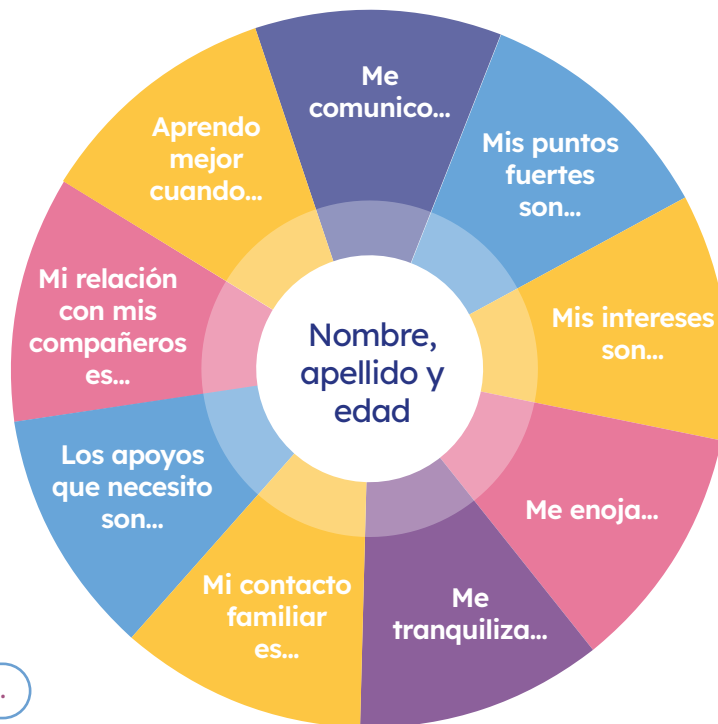 Me
comunico...
Mis puntos
fuertes
son...
Mis intereses
son...
Me enoja...
Me
tranquiliza...
Mi contacto
familiar
es...
Los apoyos
que necesito
son...
Mi relación
con mis
compañeros
es...
Aprendo
mejor
cuando...
Nombre,
apellido y
edad
.